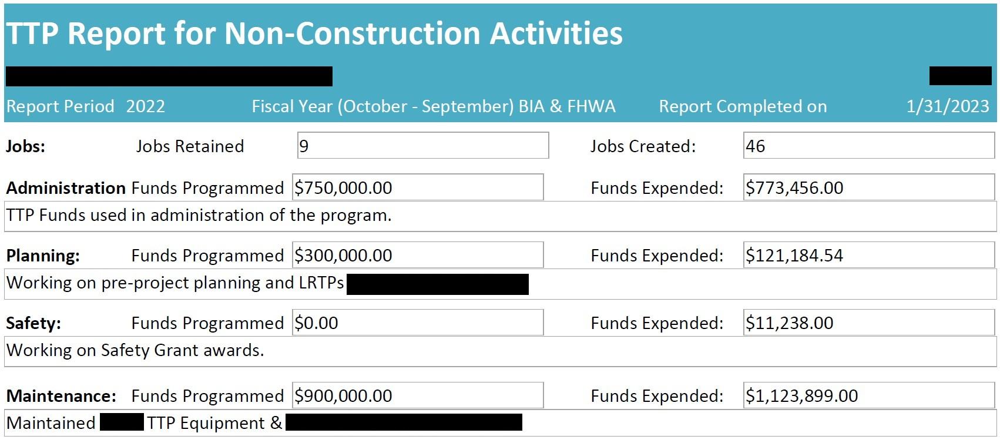 TTP Report for Non-Construction Activities
Report Period 2022 Fiscal Year (October - September) BIA & FHWA Report Completed on 1/31/2023
Jobs: Jobs Retained 9 Jobs Created: 46
Administration Funds Programmed $750,000.00 Funds Expended: $773,456.00
TTP Funds used in administration of the program.
Planning: Funds Programmed $300,000.00 Funds Expended: $121,184.54
Working on pre-project planning and LRTPs
Safety: Funds Programmed $0.00 Funds Expended: $11,238.00
Working on Safety Grant awards.
Maintenance: Funds Programmed $900,000.00 Funds Expended: $1,123,899.00
Maintained TTP Equipment &